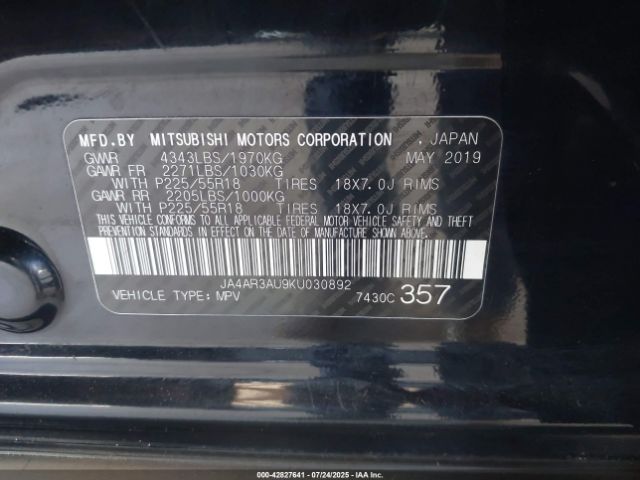 MFD.BY MITSUBISHI MOTORS CORPORATION , JAPAN
GVWR 4343LBS/1970KG MAY 2019
GAWR FR 2271LBS/1030KG
WITH P225/55R18 TIRES 18X7.0J RIMS
GAWR RR 2205LBS/1000KG
WITH P225/55R18 TIRES 18X7.0J RIMS
THIS VEHICLE CONFORMS TO ALL APPLICABLE FEDERAL MOTOR VEHICLE SAFETY AND THEFT
PREVENTION STANDARDS IN EFFECT ON THE DATE OF MANUFACTURE SHOWN ABOVE.
JA4AR3AU9KU030892
VEHICLE TYPE: MPV 7430C 357
000-42827641 - 07/24/2025 - IAAI.COM